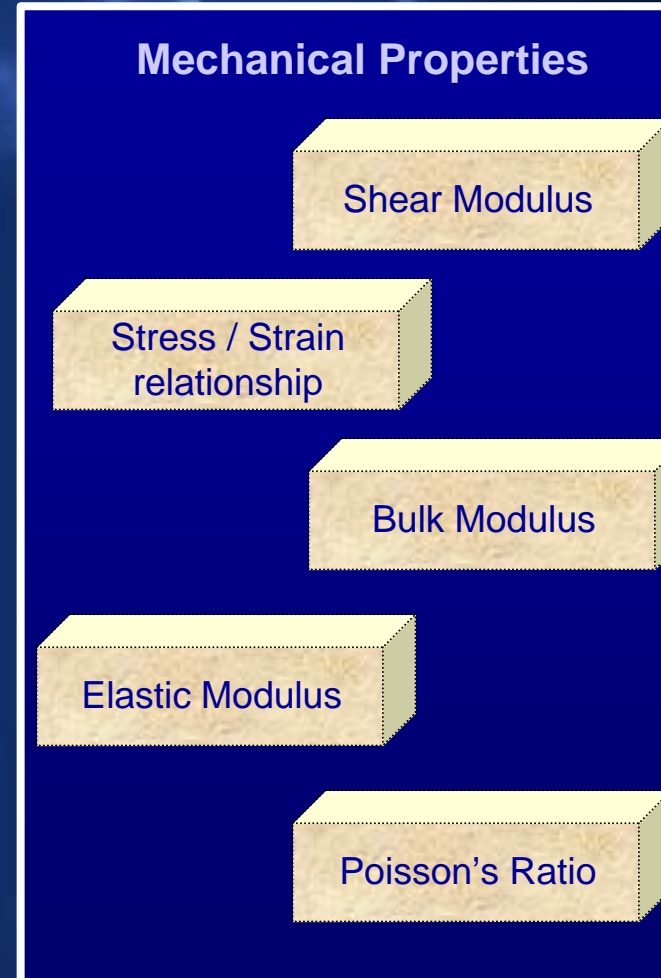 Mechanical Properties
Shear Modulus
Stress / Strain
relationship
Bulk Modulus
Elastic Modulus
Poisson’s Ratio